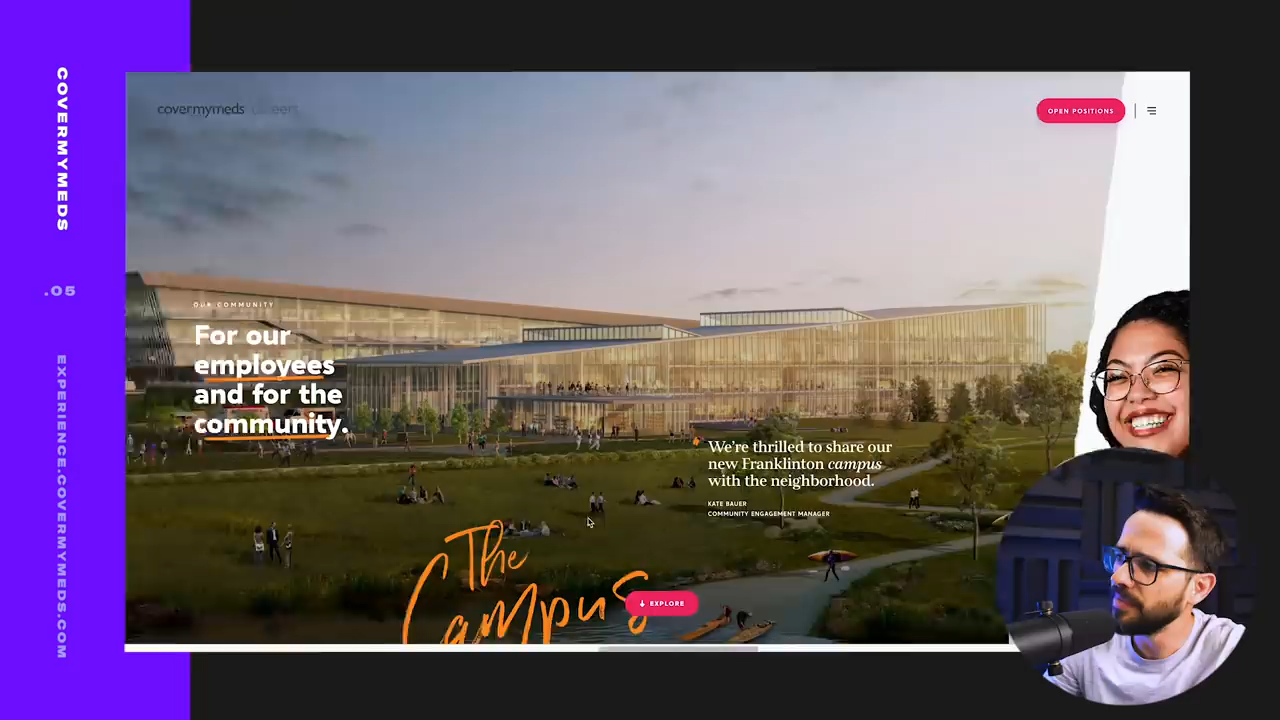 COVERMYMEDS
.05
EXPERIENCE.COVERMYMEDS.COM
covermymeds careers
OPEN POSITIONS
OUR COMMUNITY
For our
employees
and for the
community.
We're thrilled to share our
new Franklinton campus
with the neighborhood.
KATE BAUER
COMMUNITY ENGAGEMENT MANAGER
The
Campus
EXPLORE